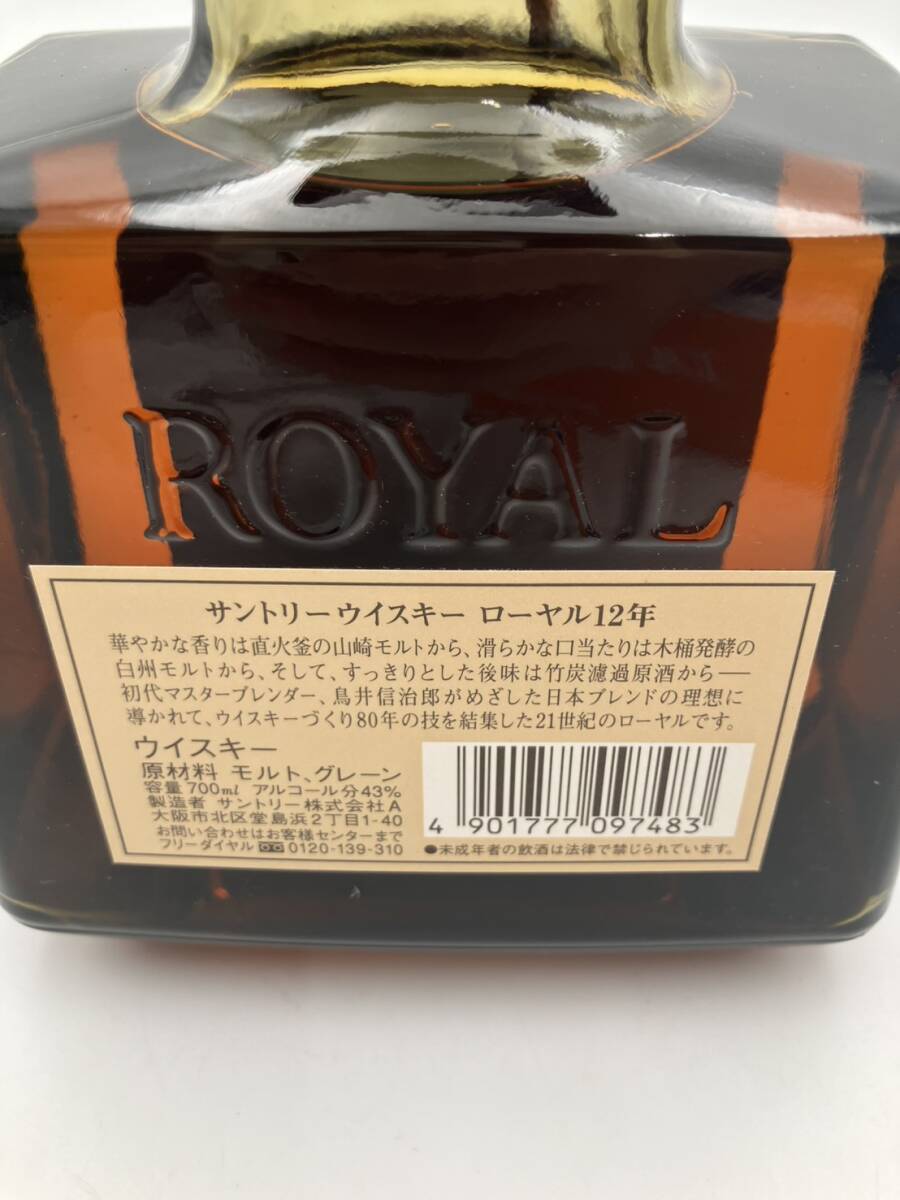 ROYAL
サントリーウイスキー ローヤル12年
華やかな香りは直火釜の山崎モルトから、滑らかな口当たりは木桶発酵の
白州モルトから、そして、すっきりとした後味は竹炭濾過原酒から――
初代マスターブレンダー、鳥井信治郎がめざした日本ブレンドの理想に
導かれて、ウイスキーづくり80年の技を結集した21世紀のローヤルです。
ウイスキー
原材料 モルト、グレーン
容量700ml アルコール分43%
製造者 サントリー株式会社A
大阪市北区堂島浜2丁目1-40
お問い合わせはお客様センターまで
フリーダイヤル 0120-139-310
4 901777 097483
●未成年者の飲酒は法律で禁じられています。